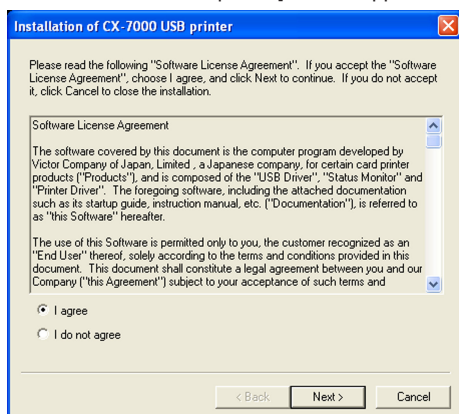 Installation of CX-7000 USB printer
Please read the following "Software License Agreement". If you accept the "Software
License Agreement", choose I agree, and click Next to continue. If you do not accept
it, click Cancel to close the installation.
Software License Agreement
The software covered by this document is the computer program developed by
Victor Company of Japan, Limited , a Japanese company, for certain card printer
products ("Products"), and is composed of the "USB Driver", "Status Monitor" and
"Printer Driver". The foregoing software, including the attached documentation
such as its startup guide, instruction manual, etc. ("Documentation"), is referred to
as "this Software" hereafter.
The use of this Software is permitted only to you, the customer recognized as an
"End User" thereof, solely according to the terms and conditions provided in this
document. This document shall constitute a legal agreement between you and our
Company ("this Agreement") subject to your acceptance of such terms and
I agree
I do not agree
< Back
Next >
Cancel